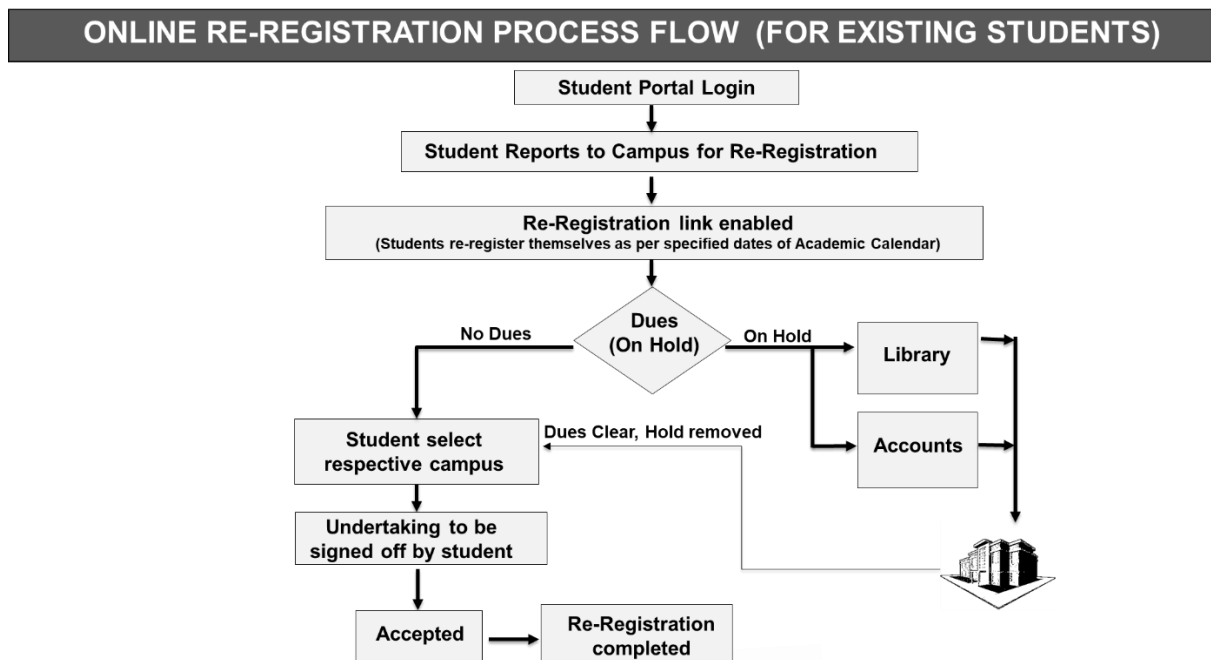 ONLINE RE-REGISTRATION PROCESS FLOW (FOR EXISTING STUDENTS)
Student Portal Login
Student Reports to Campus for Re-Registration
Re-Registration link enabled
(Students re-register themselves as per specified dates of Academic Calendar)
Dues
(On Hold)
No Dues
On Hold
Library
Accounts
Student select
respective campus
Dues Clear, Hold removed
Undertaking to be
signed off by student
Accepted
Re-Registration
completed